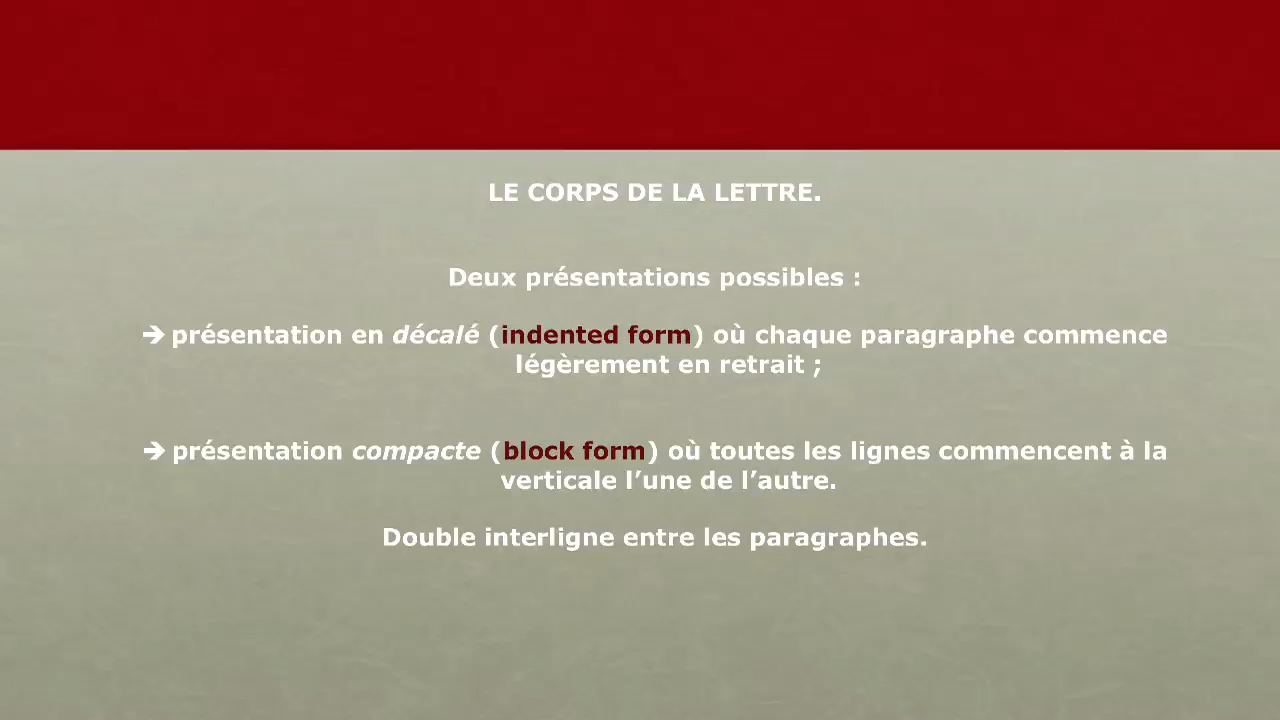 LE CORPS DE LA LETTRE.
Deux présentations possibles :
➔ présentation en décalé (indented form) où chaque paragraphe commence
légèrement en retrait ;
➔ présentation compacte (block form) où toutes les lignes commencent à la
verticale l’une de l’autre.
Double interligne entre les paragraphes.